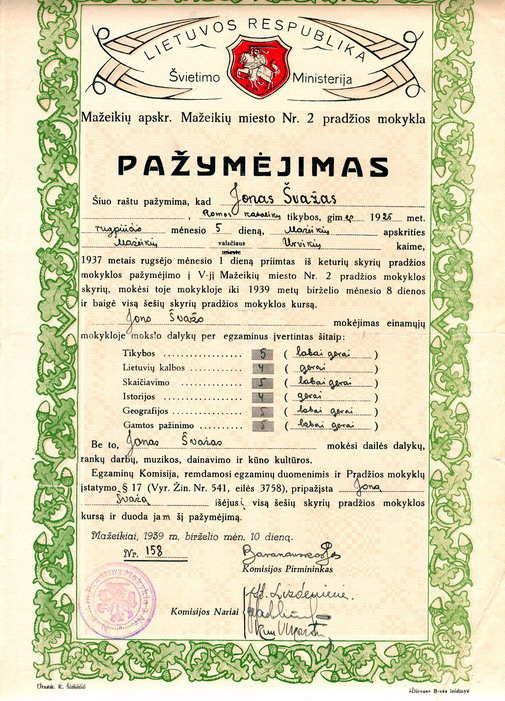 LIETUVOS RESPUBLIKA
Švietimo Ministerija
Mažeikių apskr. Mažeikių miesto Nr. 2 pradžios mokykla
PAŽYMĖJIMAS
Šiuo raštu pažymima, kad Jonas Švažas
, Romos katalikų tikybos, gim. 1925 met.
rugpiūčio mėnesio 5 dieną, Mažeikių apskrities
Mažeikių valsčiaus Urvikių kaime,
miesto
1937 metais rugsėjo mėnesio 1 dieną priimtas iš keturių skyrių pradžios
mokyklos pažymėjimo į V-jį Mažeikių miesto Nr. 2 pradžios mokyklos
skyrių, mokėsi toje mokykloje iki 1939 metų birželio mėnesio 8 dienos
ir baigė visą šešių skyrių pradžios mokyklos kursą.
Jono Švažo mokėjimas einamųjų
mokykloje mokslo dalykų per egzaminus įvertintas šitaip:
Tikybos 5 ( labai gerai )
Lietuvių kalbos 4 ( gerai )
Skaičiavimo 5 ( labai gerai )
Istorijos 4 ( gerai )
Geografijos 5 ( labai gerai )
Gamtos pažinimo 5 ( labai gerai )
Be to, Jonas Švažas mokėsi dailės dalykų,
rankų darbų, muzikos, dainavimo ir kūno kultūros.
Egzaminų Komisija, remdamosi egzaminų duomenimis ir Pradžios mokyklų
įstatymo § 17 (Vyr. Žin. Nr. 541, eilės 3758), pripažįsta Joną
Švažą išėjusį visą šešių skyrių pradžios mokyklos
kursą ir duoda jam šį pažymėjimą.
Mažeikiai, 1939 m. birželio mėn. 10 dieną.
Nr. 158
Komisijos Pirmininkas
Komisijos Nariai
K.
«Dirvos» B-vės leidinys